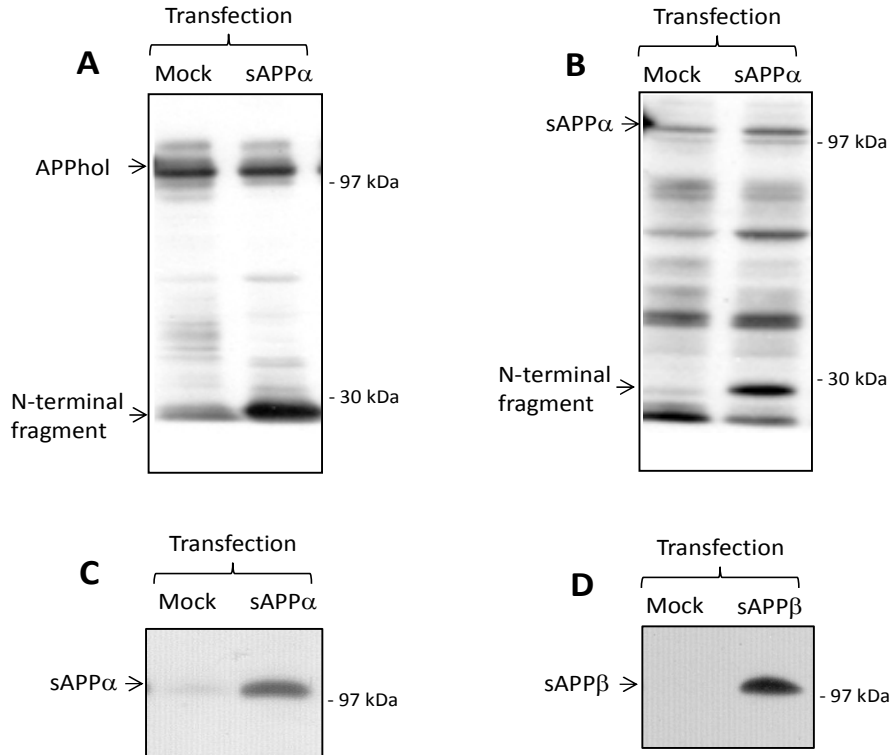 Transfection
A
Mock sAPPα
APPhol
- 97 kDa
- 30 kDa
N-terminal
fragment
Transfection
B
Mock sAPPα
sAPPα
- 97 kDa
- 30 kDa
N-terminal
fragment
Transfection
C
Mock sAPPα
sAPPα
- 97 kDa
Transfection
D
Mock sAPPβ
sAPPβ
- 97 kDa